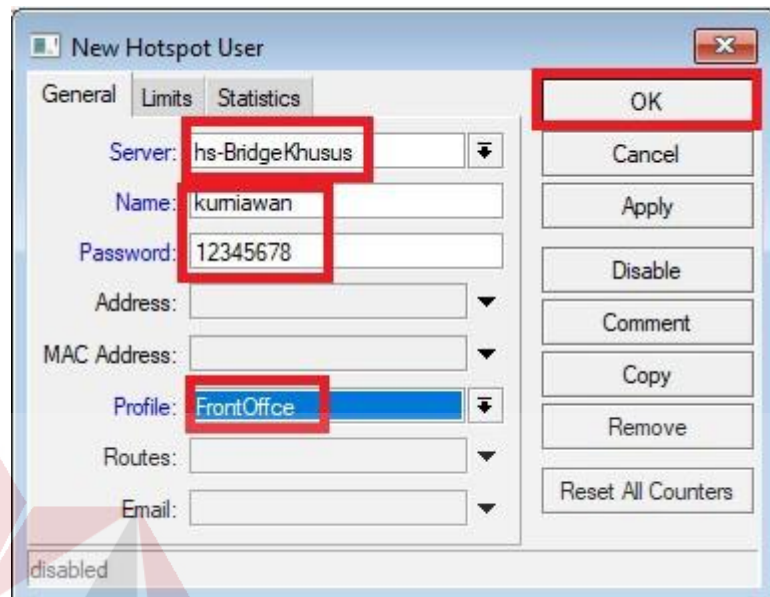 New Hotspot User
General Limits Statistics
Server: hs-BridgeKhusus
Name: kurniawan
Password: 12345678
Address:
MAC Address:
Profile: FrontOffce
Routes:
Email:
OK
Cancel
Apply
Disable
Comment
Copy
Remove
Reset All Counters
disabled